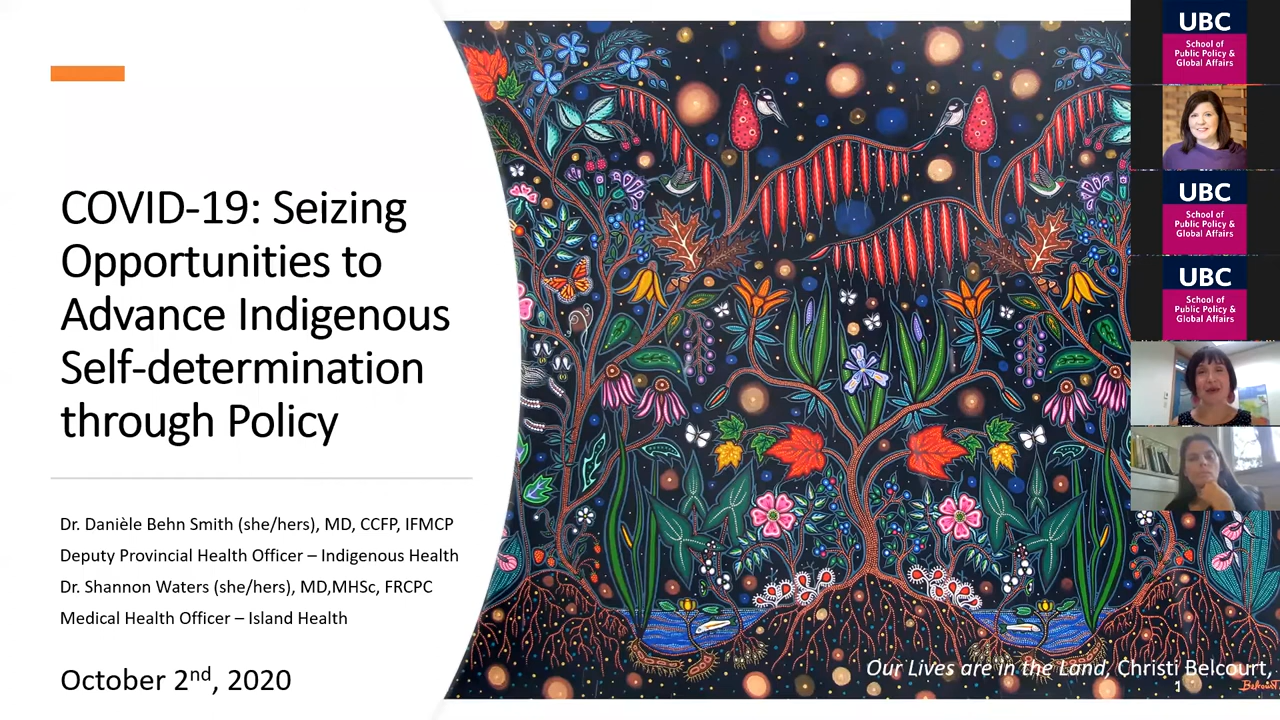 COVID-19: Seizing
Opportunities to
Advance Indigenous
Self-determination
through Policy
Dr. Danièle Behn Smith (she/hers), MD, CCFP, IFMCP
Deputy Provincial Health Officer – Indigenous Health
Dr. Shannon Waters (she/hers), MD,MHSc, FRCPC
Medical Health Officer – Island Health
October 2nd, 2020
Our Lives are in the Land, Christi Belcourt,
1
Belcourt
UBC
School of
Public Policy &
Global Affairs
UBC
School of
Public Policy &
Global Affairs
UBC
School of
Public Policy &
Global Affairs